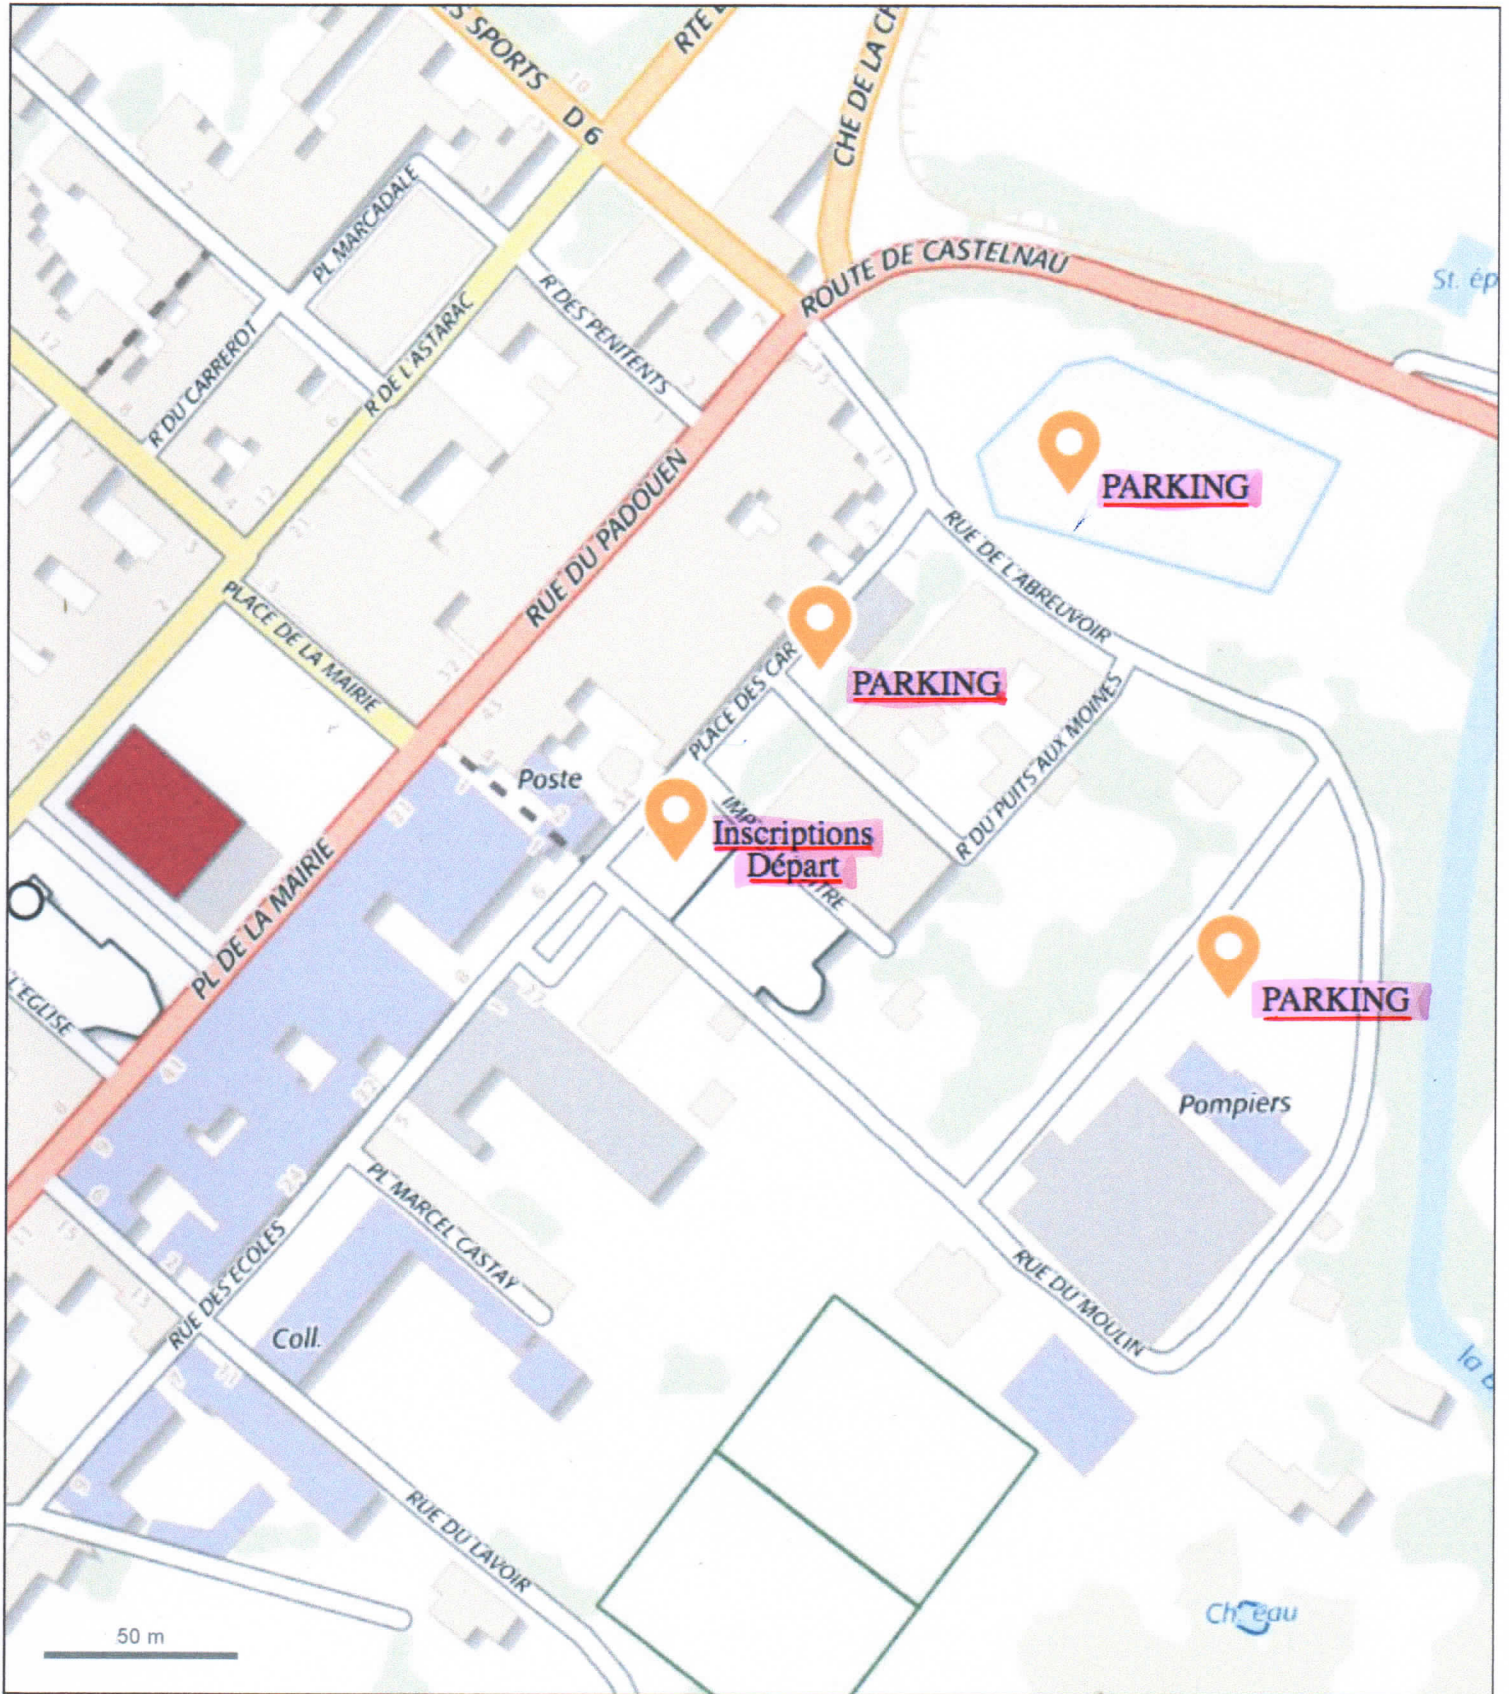 S SPORTS
D 6
RTE
CHE DE LA CH
ROUTE DE CASTELNAU
St. ép
PL MARCADALE
R DES PENITENTS
R DE L'ASTARAC
R DU CARREROT
PARKING
RUE DU PADOUEN
RUE DE L'ABREUVOIR
PLACE DE LA MAIRIE
PLACE DES CAR
PARKING
R DU PUITS AUX MOINES
Poste
IMP
Inscriptions
Départ
TRE
PL DE LA MAIRIE
L'EGLISE
PARKING
Pompiers
PL MARCEL CASTAY
RUE DES ECOLES
Coll.
RUE DU MOULIN
la
RUE DU LAVOIR
50 m